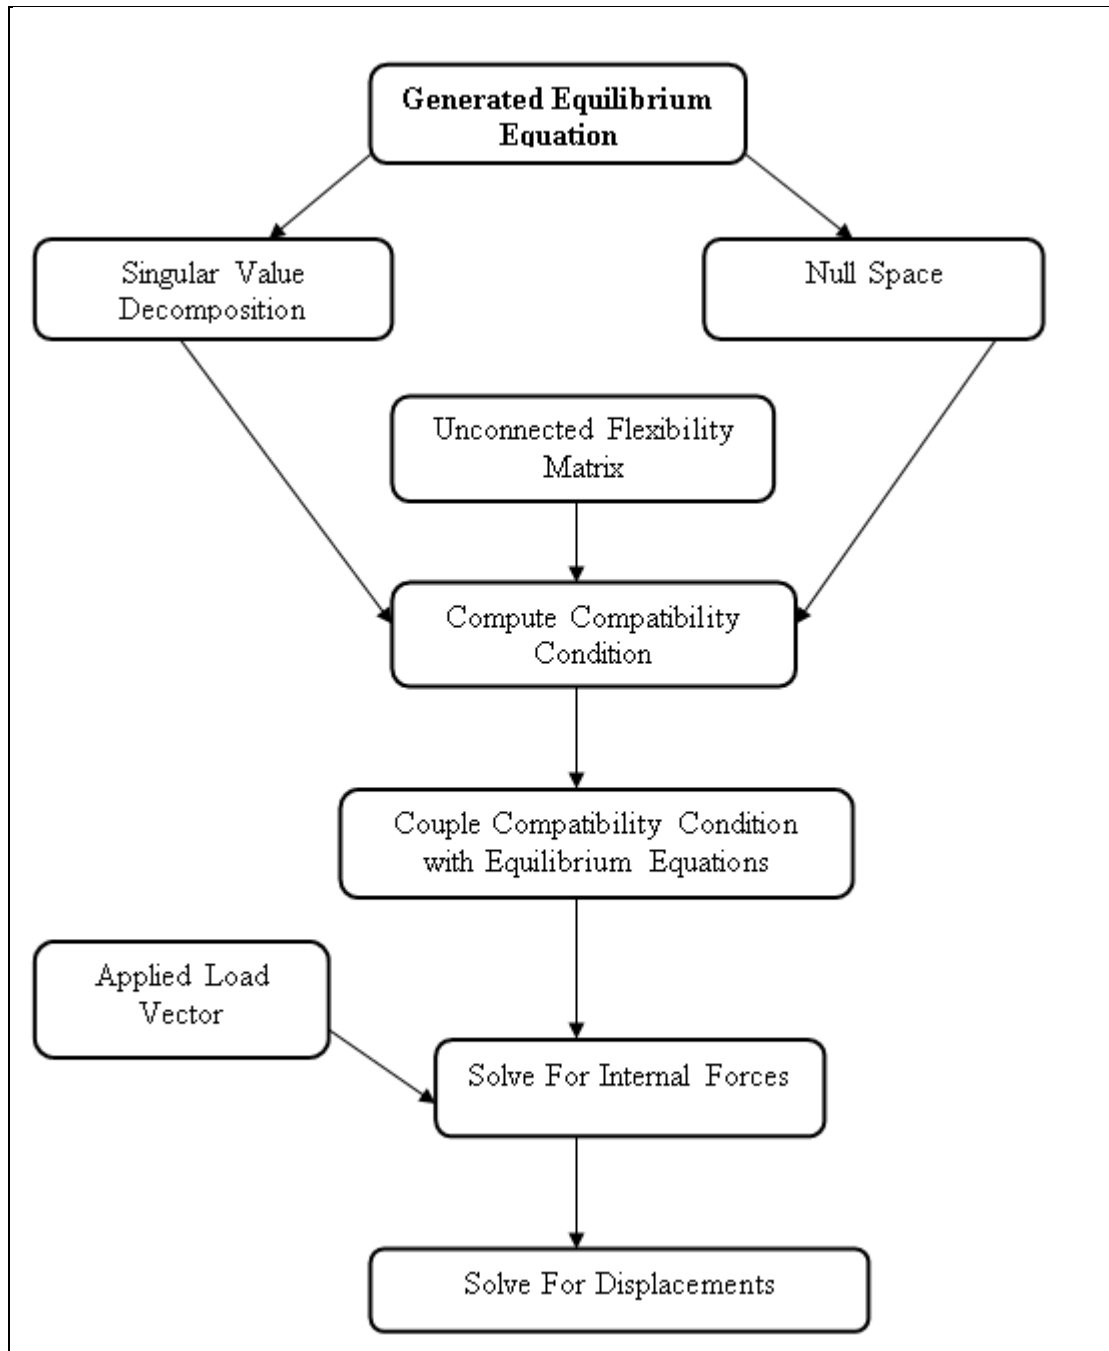 Generated Equilibrium
Equation
Singular Value
Decomposition
Null Space
Unconnected Flexibility
Matrix
Compute Compatibility
Condition
Couple Compatibility Condition
with Equilibrium Equations
Applied Load
Vector
Solve For Internal Forces
Solve For Displacements